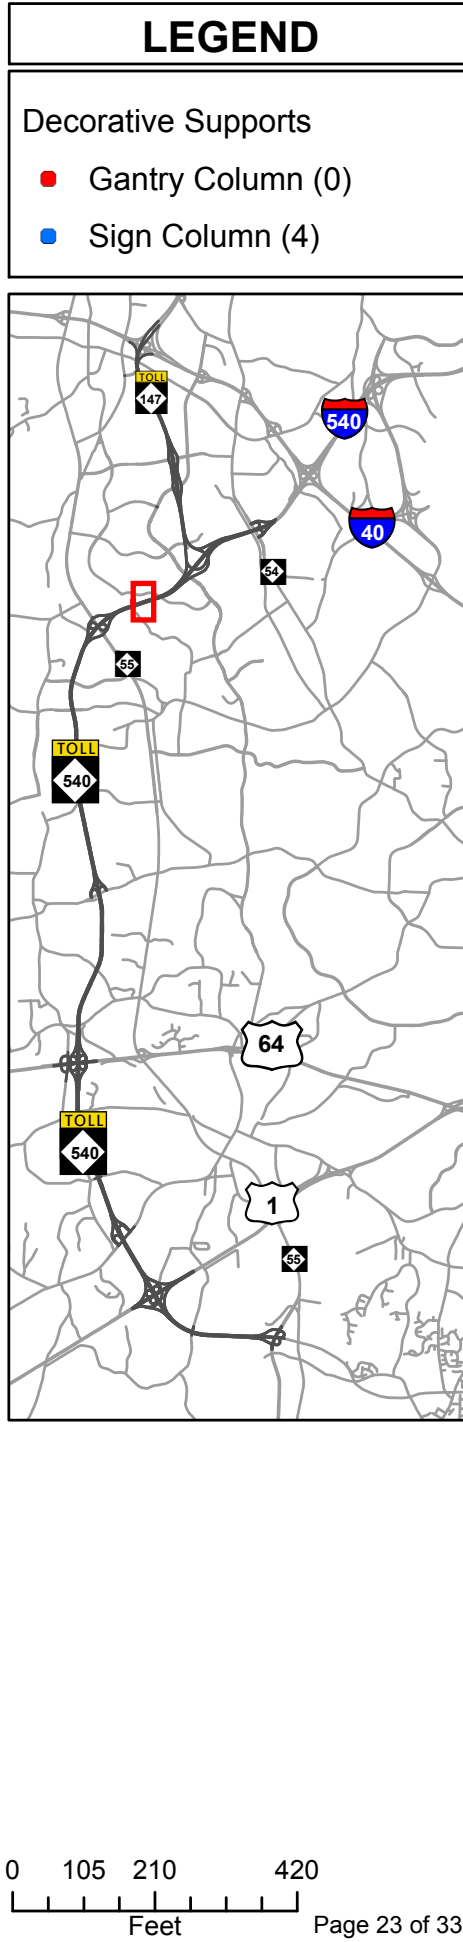 LEGEND
Decorative Supports
Gantry Column (0)
Sign Column (4)
TOLL
147
540
40
54
55
TOLL
540
64
TOLL
540
1
55
0 105 210 420
Feet
Page 23 of 33